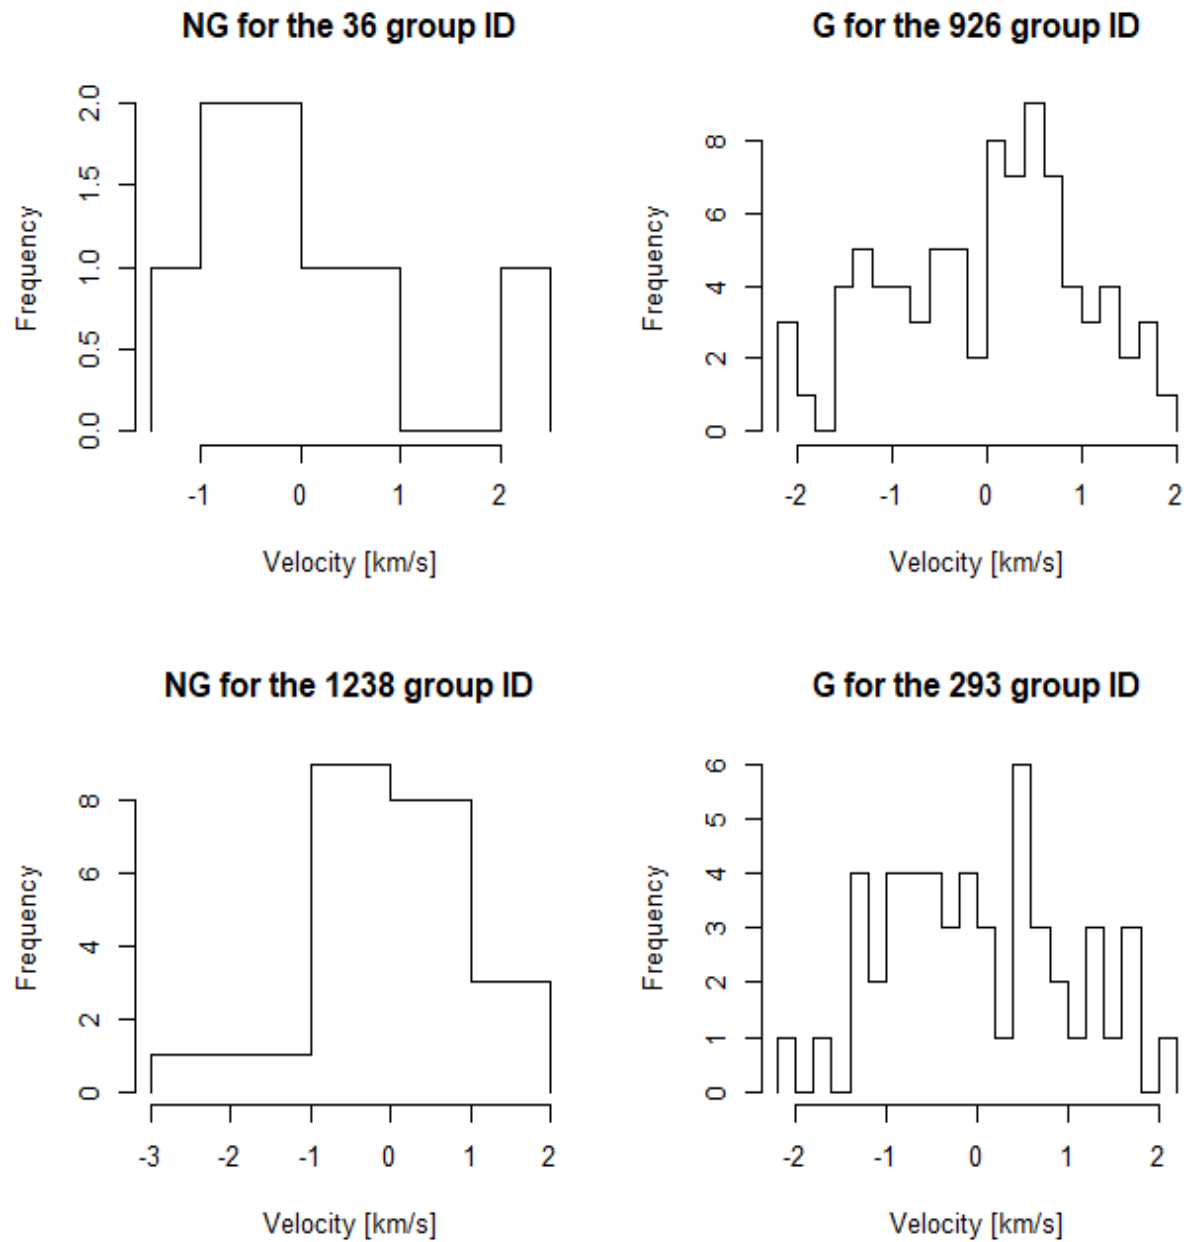 NG for the 36 group ID
Frequency
2.0
1.5
1.0
0.5
0.0
-1 0 1 2
Velocity [km/s]
G for the 926 group ID
Frequency
8
6
4
2
0
-2 -1 0 1 2
Velocity [km/s]
NG for the 1238 group ID
Frequency
8
6
4
2
0
-3 -2 -1 0 1 2
Velocity [km/s]
G for the 293 group ID
Frequency
6
5
4
3
2
1
0
-2 -1 0 1 2
Velocity [km/s]